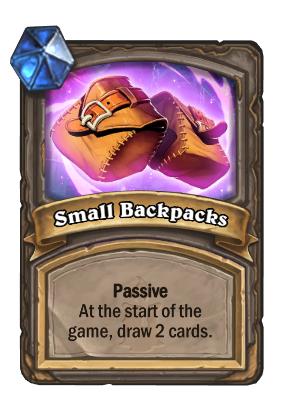 Small Backpacks
Passive
At the start of the
game, draw 2 cards.